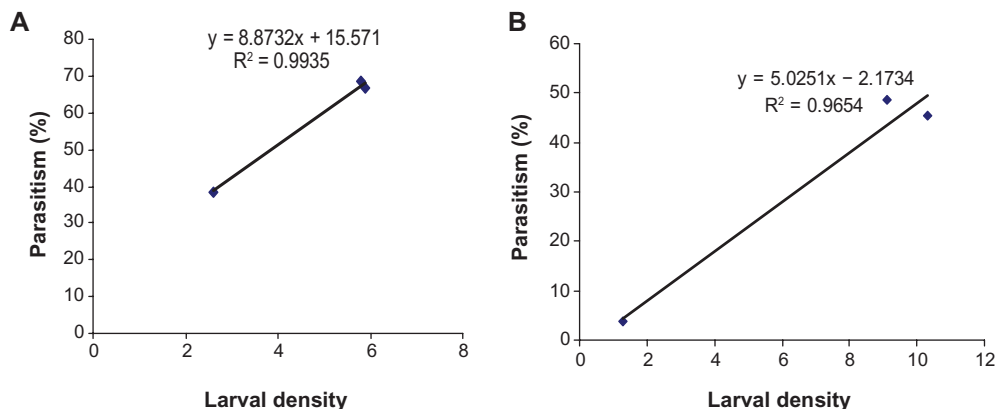 A
y = 8.8732x + 15.571
R² = 0.9935
80
70
60
50
40
30
20
10
0
0 2 4 6 8
Parasitism (%)
Larval density
B
y = 5.0251x − 2.1734
R² = 0.9654
60
50
40
30
20
10
0
0 2 4 6 8 10 12
Parasitism (%)
Larval density